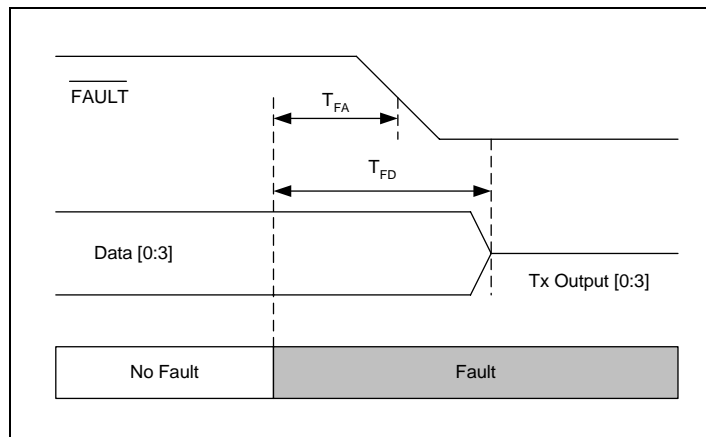 FAULT
TFA
TFD
Data [0:3]
Tx Output [0:3]
No Fault
Fault